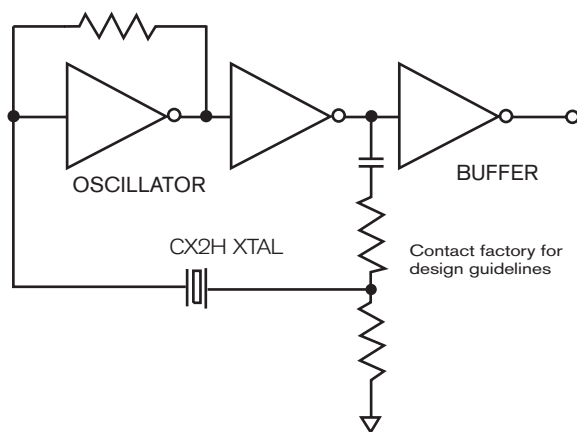 OSCILLATOR
BUFFER
CX2H XTAL
Contact factory for
design guidelines